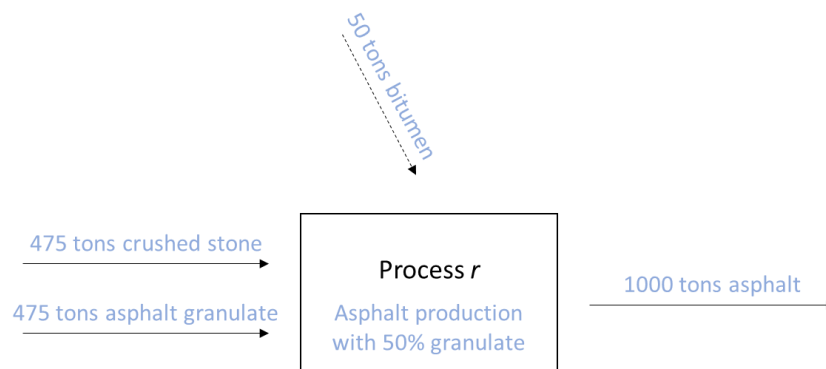 50 tons bitumen
475 tons crushed stone
475 tons asphalt granulate
Process r
Asphalt production
with 50% granulate
1000 tons asphalt